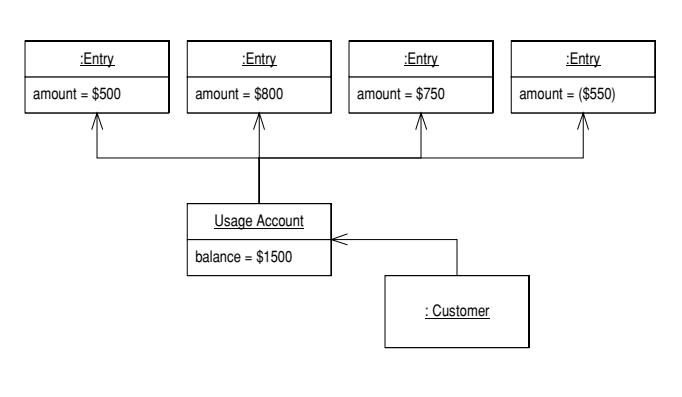 :Entry
amount = $500
:Entry
amount = $800
:Entry
amount = $750
:Entry
amount = ($550)
Usage Account
balance = $1500
: Customer